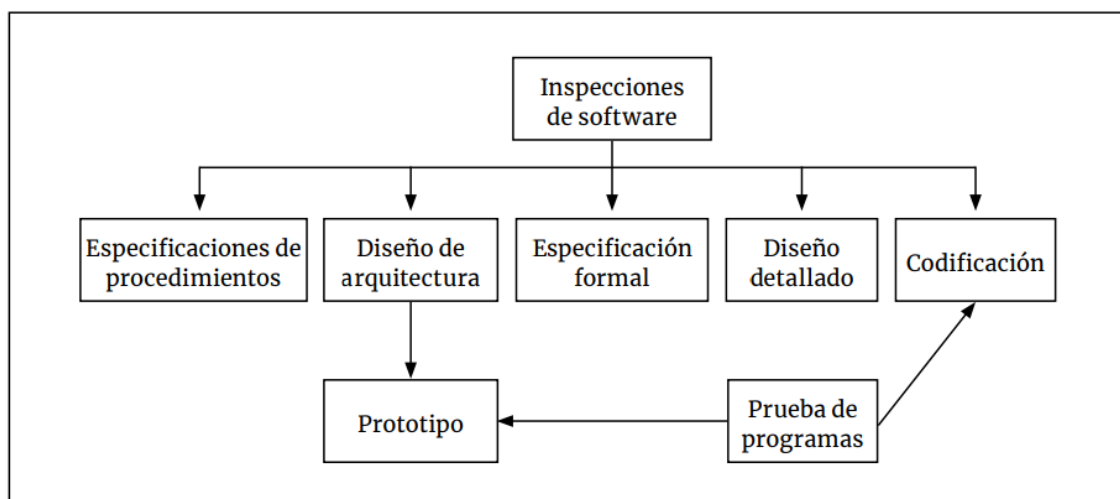 Inspecciones
de software
Especificaciones de
procedimientos
Diseño de
arquitectura
Especificación
formal
Diseño
detallado
Codificación
Prototipo
Prueba de
programas